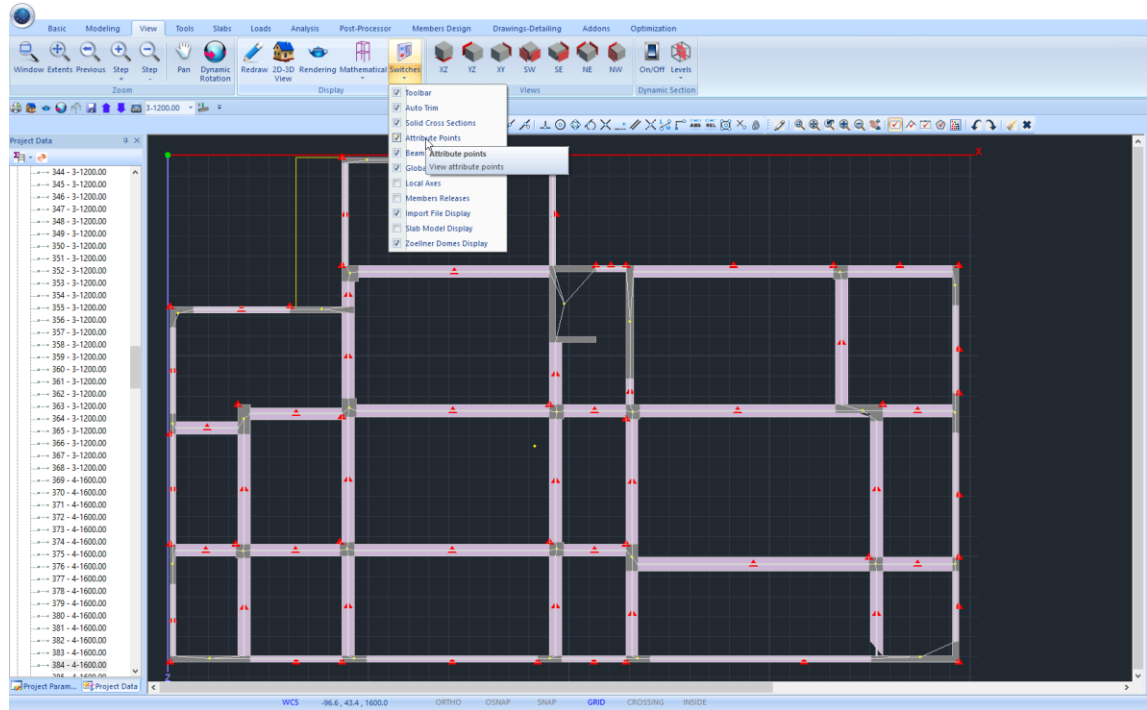 Basic Modeling View Tools Slabs Loads Analysis Post-Processor Members Design Drawings-Detailing Addons Optimization
Window Extents Previous Step Step Pan Dynamic Rotation Redraw 2D-3D View Rendering Mathematical Switches XZ YZ XY SW SE NE NW On/Off Levels
Zoom Display Views Dynamic Section
3-1200.00
Toolbar
Auto Trim
Solid Cross Sections
Attribute Points
Beam
Attribute points
Globa
View attribute points
Local Axes
Members Releases
Import File Display
Slab Model Display
Zoellner Domes Display
Project Data
X
344 - 3-1200.00
345 - 3-1200.00
346 - 3-1200.00
347 - 3-1200.00
348 - 3-1200.00
349 - 3-1200.00
350 - 3-1200.00
351 - 3-1200.00
352 - 3-1200.00
353 - 3-1200.00
354 - 3-1200.00
355 - 3-1200.00
356 - 3-1200.00
357 - 3-1200.00
358 - 3-1200.00
359 - 3-1200.00
360 - 3-1200.00
361 - 3-1200.00
362 - 3-1200.00
363 - 3-1200.00
364 - 3-1200.00
365 - 3-1200.00
366 - 3-1200.00
367 - 3-1200.00
368 - 3-1200.00
369 - 4-1600.00
370 - 4-1600.00
371 - 4-1600.00
372 - 4-1600.00
373 - 4-1600.00
374 - 4-1600.00
375 - 4-1600.00
376 - 4-1600.00
377 - 4-1600.00
378 - 4-1600.00
379 - 4-1600.00
380 - 4-1600.00
381 - 4-1600.00
382 - 4-1600.00
383 - 4-1600.00
384 - 4-1600.00
Z
Project Param... Project Data
WCS -96.6 , 43.4 , 1600.0 ORTHO OSNAP SNAP GRID CROSSING INSIDE